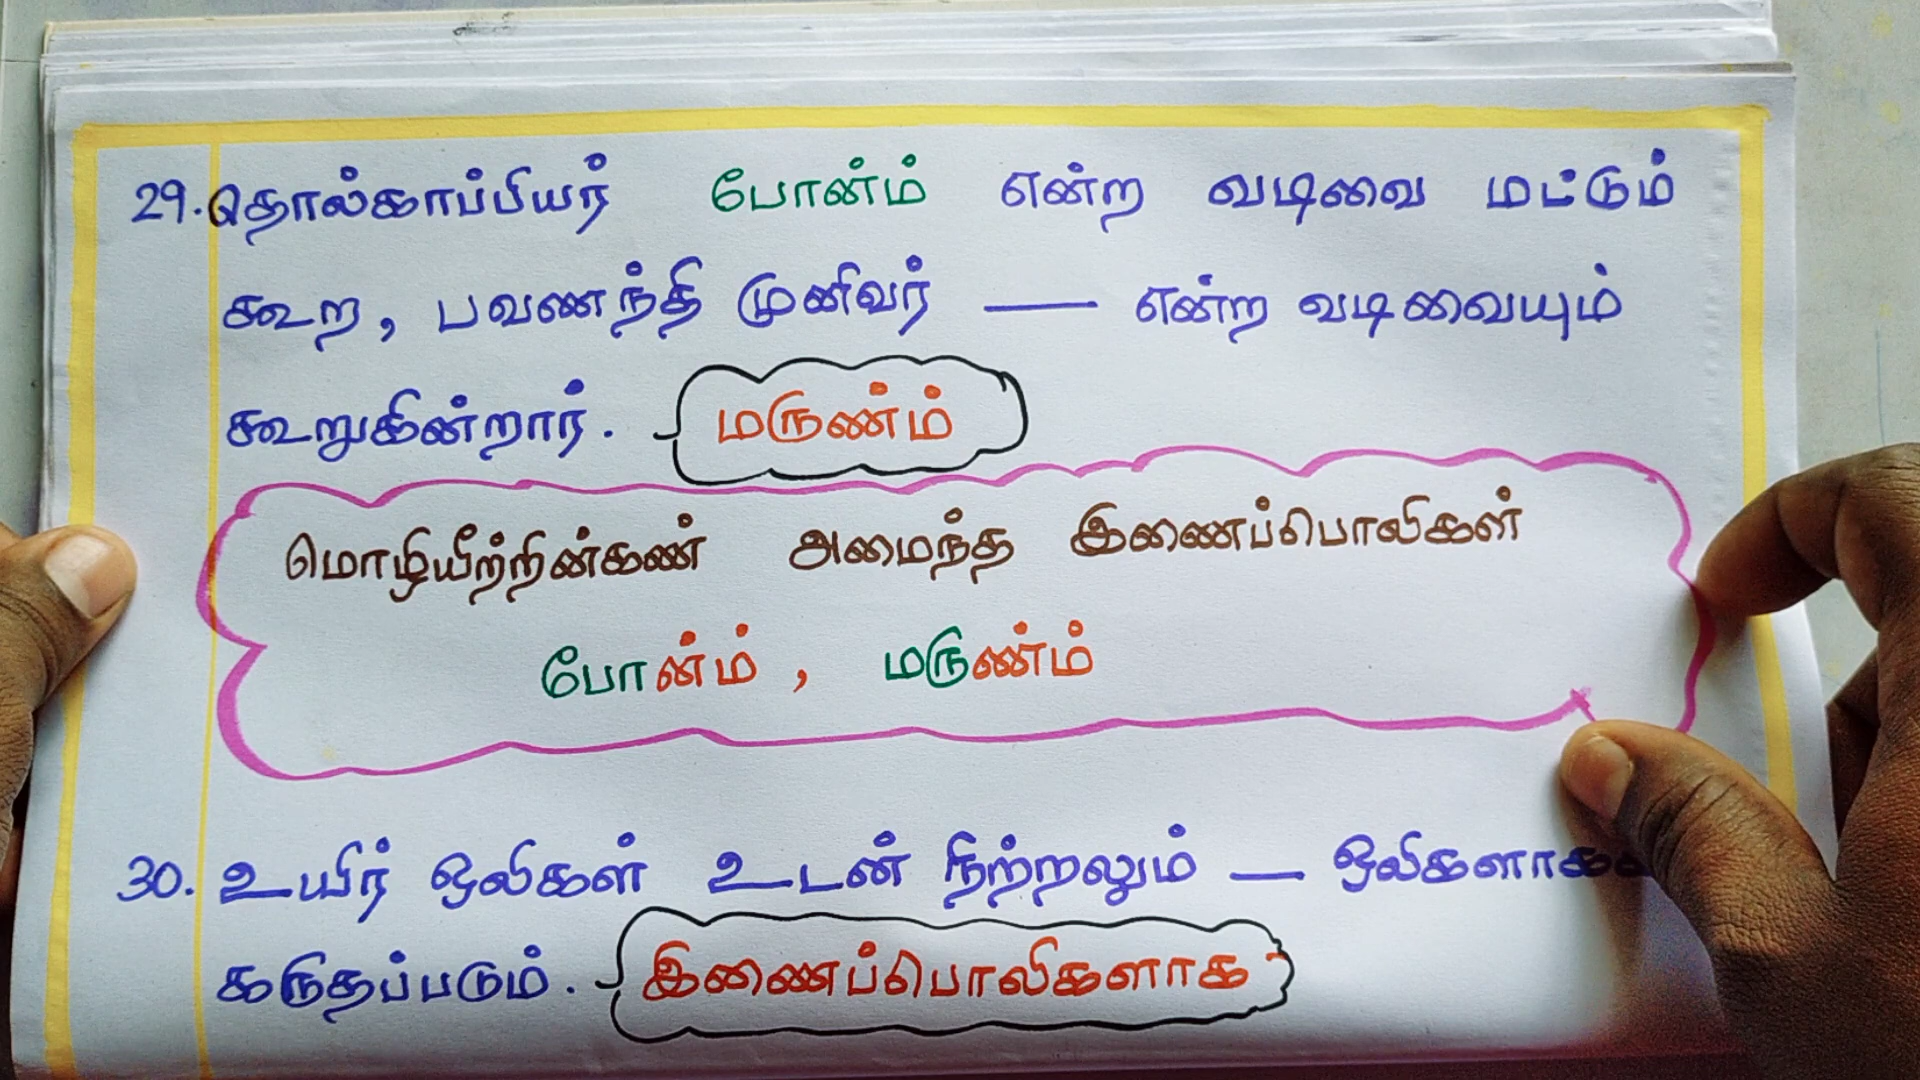 29. தொல்காப்பியர் போன்ம் என்ற வடிவை மட்டும்
கூற, பவணந்தி முனிவர் —— என்ற வடிவையும்
கூறுகின்றார். மருண்ம்
மொழியீற்றின்கண் அமைந்த இணைப்பொலிகள்
போன்ம் , மருண்ம்
30. உயிர் ஒலிகள் உடன் நிற்றலும் — ஒலிகளாக
கருதப்படும். இணைப்பொலிகளாக